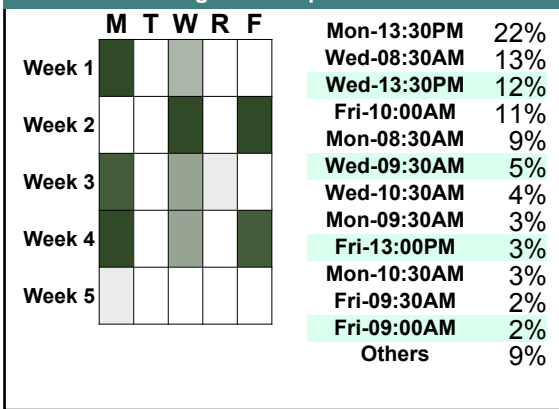 M T W R F
Week 1
Week 2
Week 3
Week 4
Week 5
Mon-13:30PM 22%
Wed-08:30AM 13%
Wed-13:30PM 12%
Fri-10:00AM 11%
Mon-08:30AM 9%
Wed-09:30AM 5%
Wed-10:30AM 4%
Mon-09:30AM 3%
Fri-13:00PM 3%
Mon-10:30AM 3%
Fri-09:30AM 2%
Fri-09:00AM 2%
Others 9%